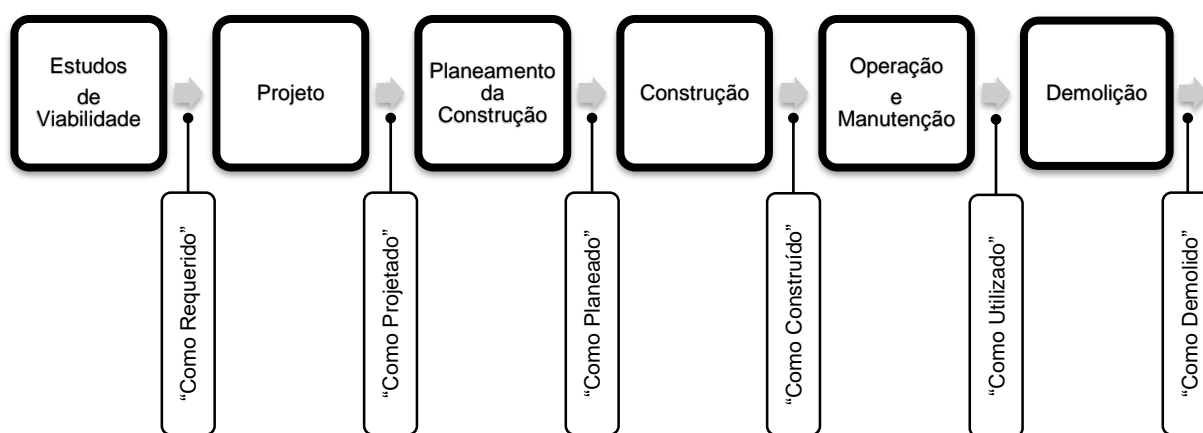 Estudos
de
Viabilidade
Projeto
Planeamento
da
Construção
Construção
Operação
e
Manutenção
Demolição
“Como Requerido”
“Como Projetado”
“Como Planeado”
“Como Construído”
“Como Utilizado”
“Como Demolido”